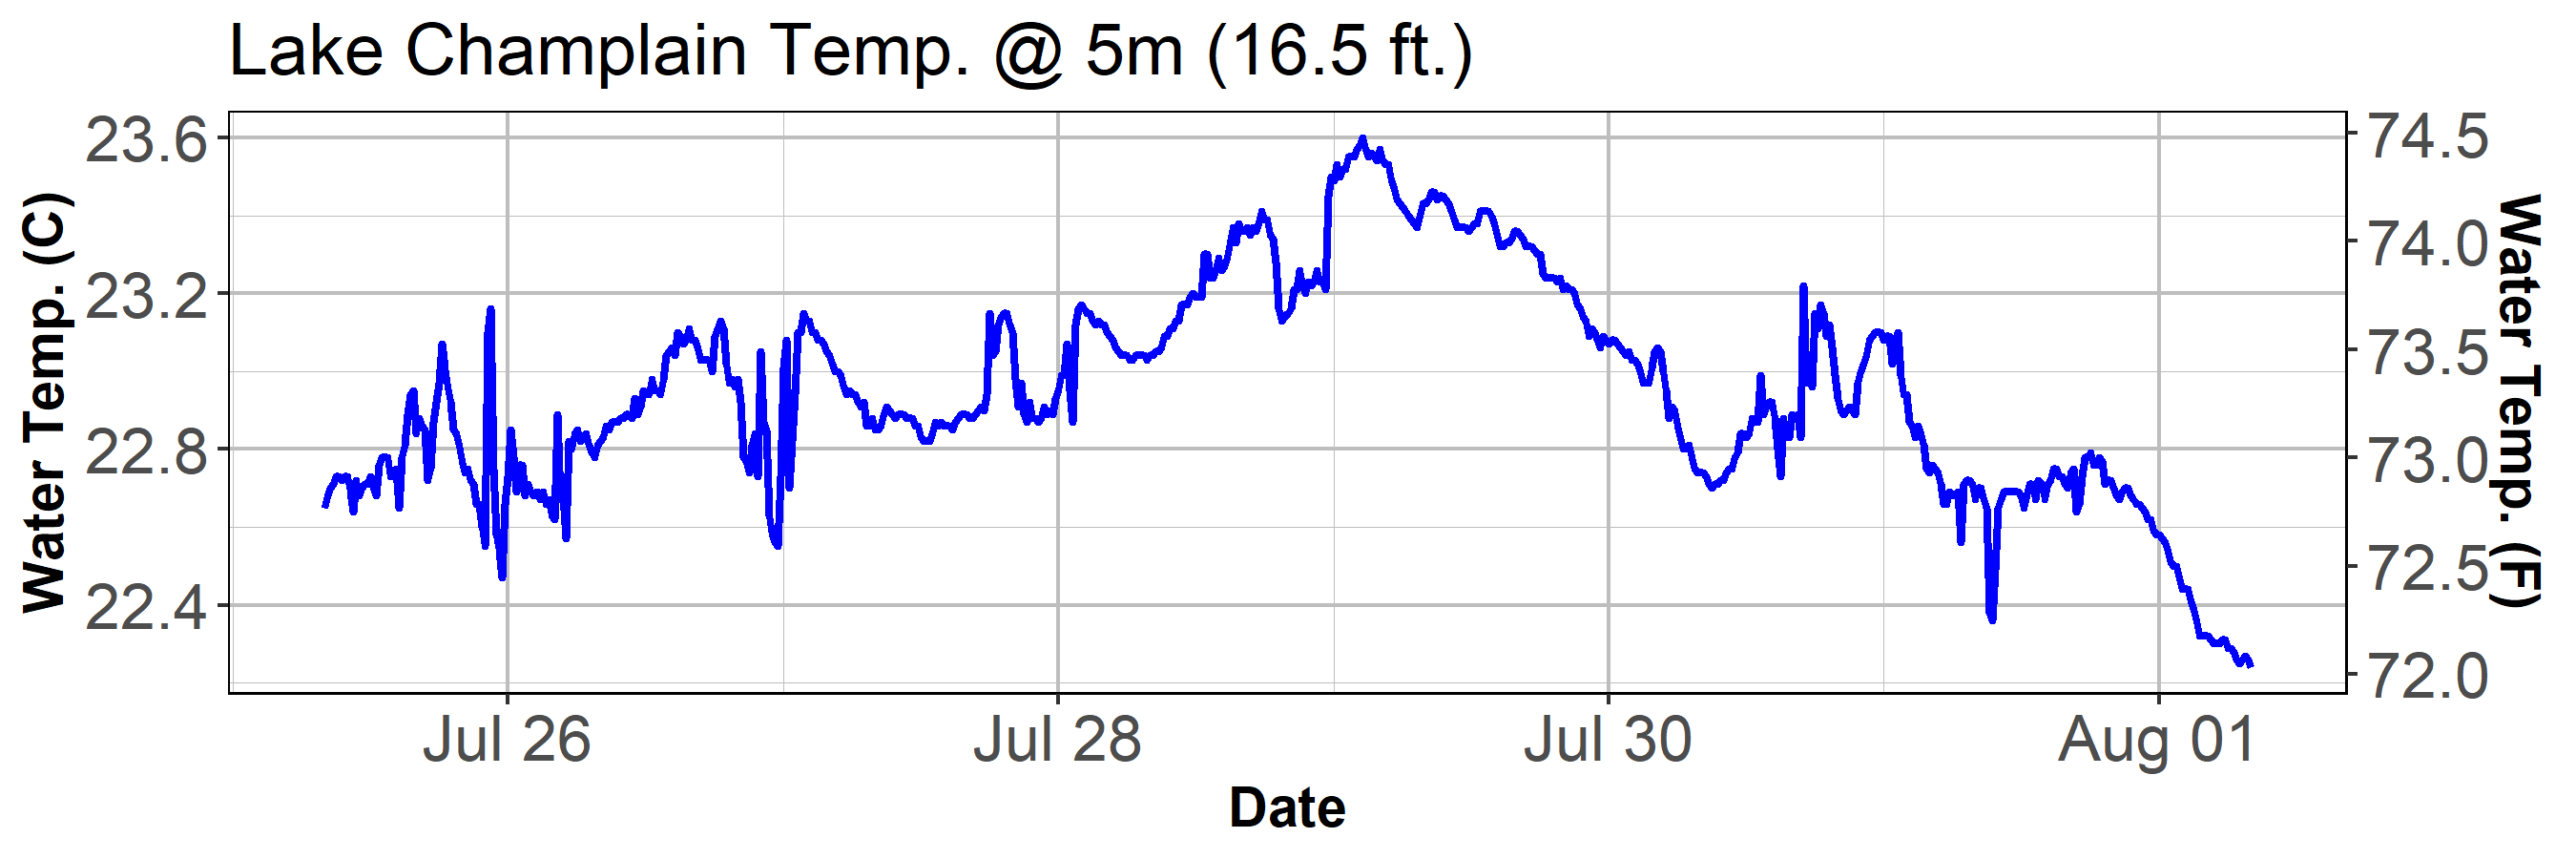 Lake Champlain Temp. @ 5m (16.5 ft.)
Water Temp. (C)
23.6
23.2
22.8
22.4
74.5
74.0
73.5
73.0
72.5
72.0
Water Temp. (F)
Jul 26
Jul 28
Jul 30
Aug 01
Date